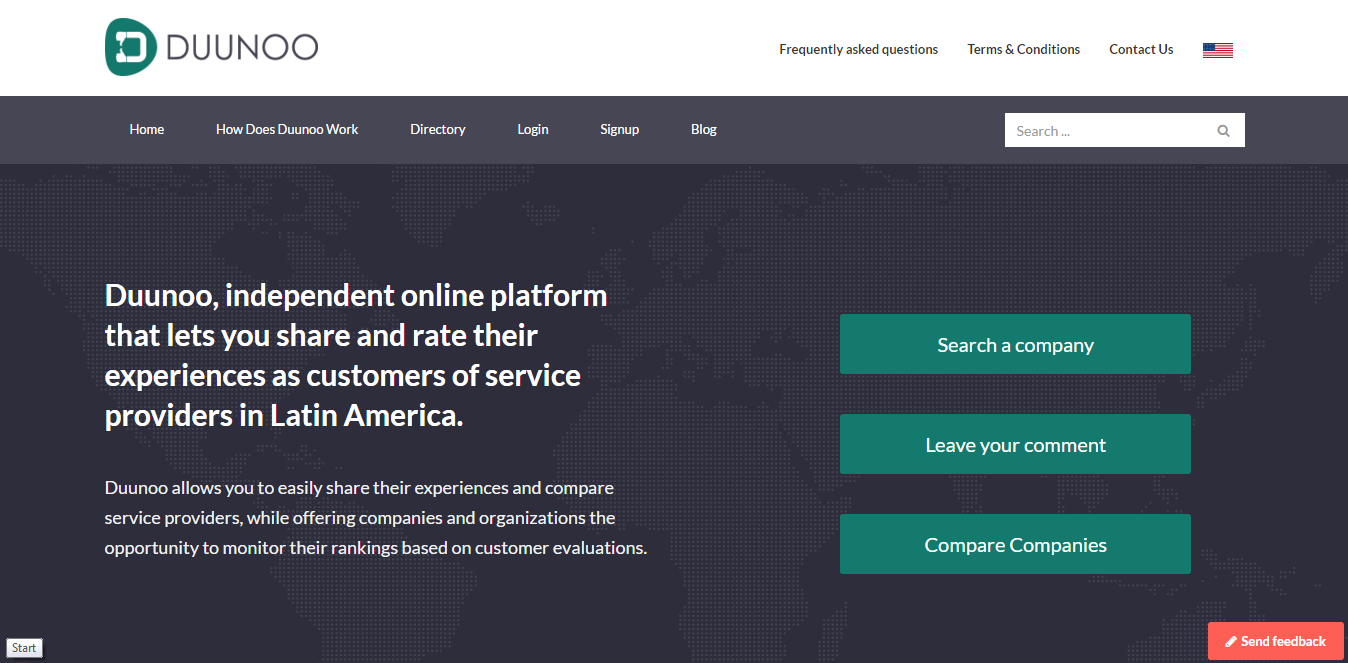 DUUNOO
Frequently asked questions
Terms & Conditions
Contact Us
Home
How Does Duunoo Work
Directory
Login
Signup
Blog
Search ...
Duunoo, independent online platform
that lets you share and rate their
experiences as customers of service
providers in Latin America.
Duunoo allows you to easily share their experiences and compare
service providers, while offering companies and organizations the
opportunity to monitor their rankings based on customer evaluations.
Search a company
Leave your comment
Compare Companies
Start
Send feedback